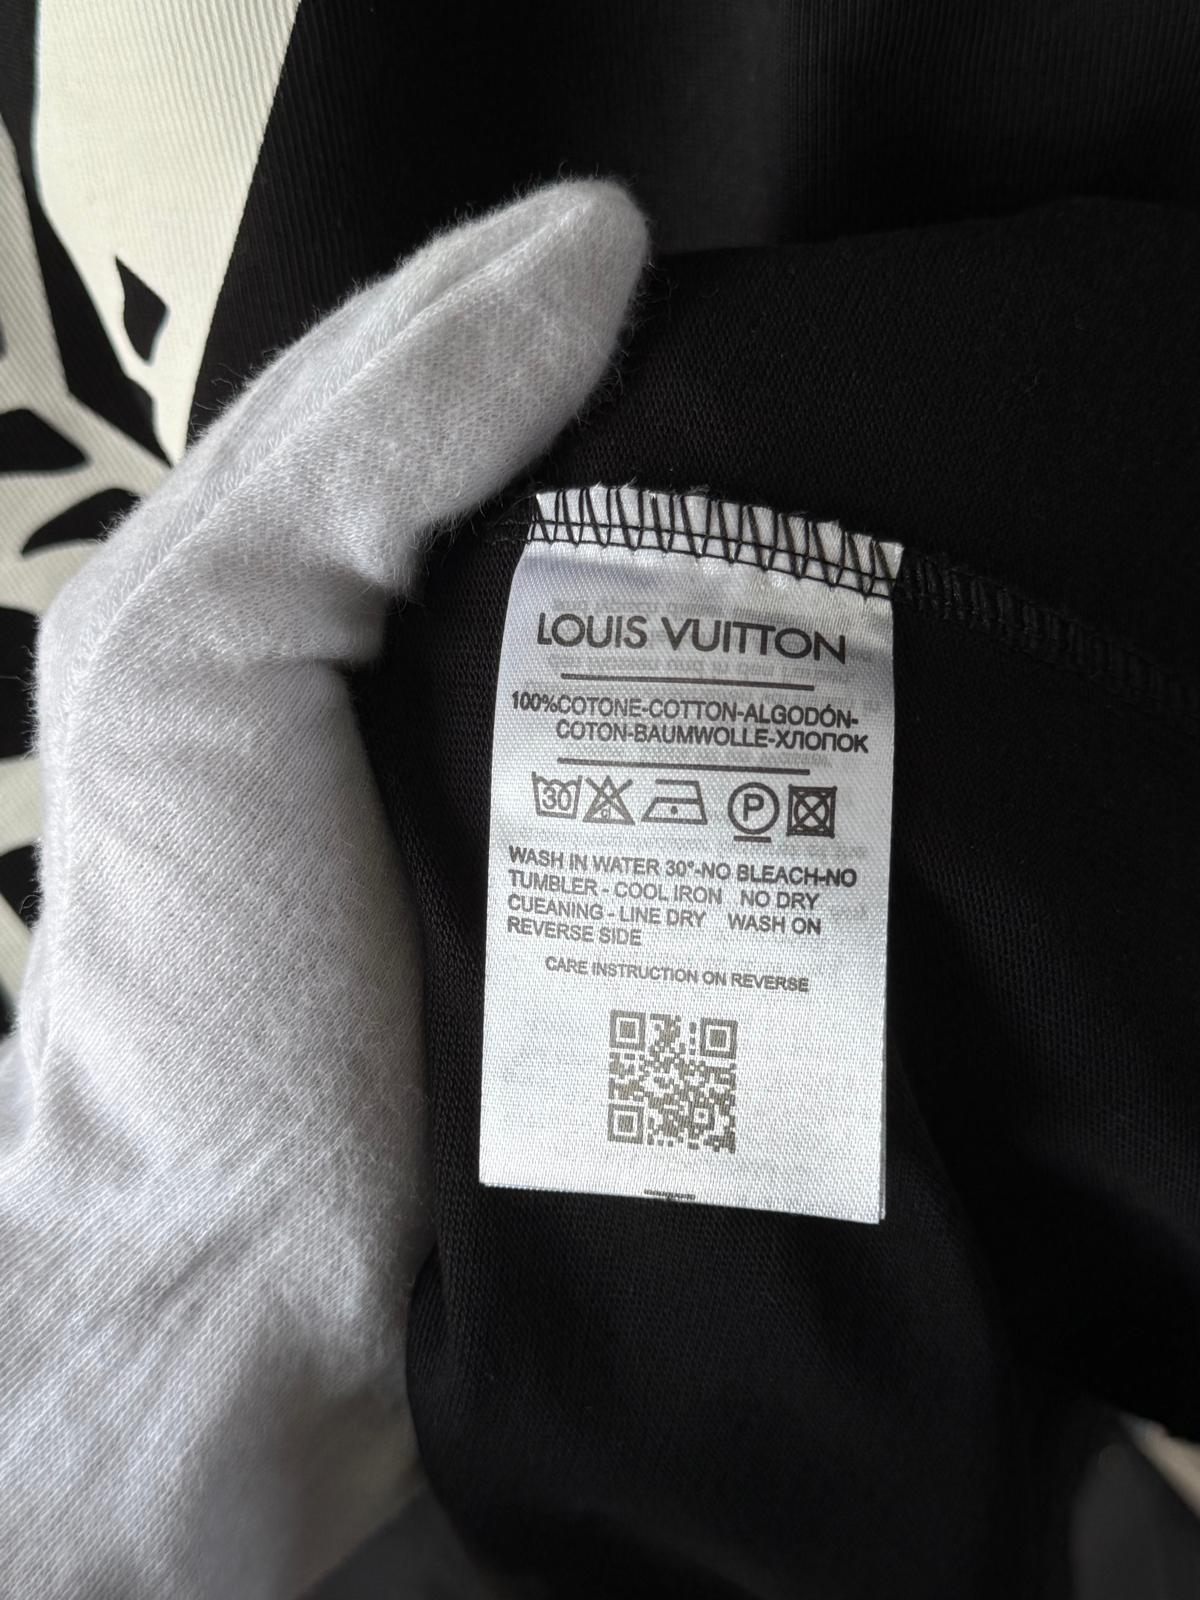 LOUIS VUITTON
100%COTONE-COTTON-ALGODÓN-
COTON-BAUMWOLLE-ХЛОПОК
30 P
WASH IN WATER 30°-NO BLEACH-NO
TUMBLER - COOL IRON NO DRY
CUEANING - LINE DRY WASH ON
REVERSE SIDE
CARE INSTRUCTION ON REVERSE